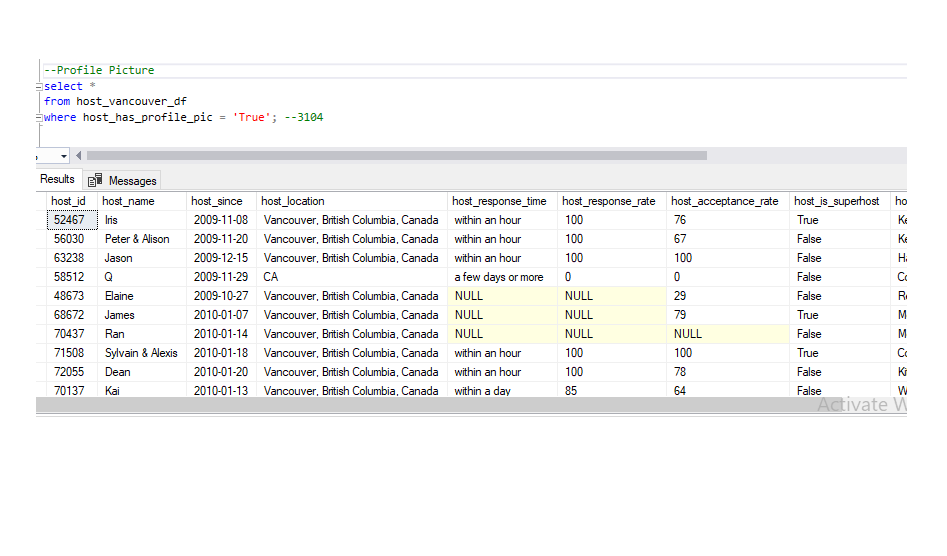 --Profile Picture
select *
from host_vancouver_df
where host_has_profile_pic = 'True'; --3104
Results Messages
host_id host_name host_since host_location host_response_time host_response_rate host_acceptance_rate host_is_superhost ho
52467 Iris 2009-11-08 Vancouver, British Columbia, Canada within an hour 100 76 True Ke
56030 Peter & Alison 2009-11-20 Vancouver, British Columbia, Canada within an hour 100 67 False Ke
63238 Jason 2009-12-15 Vancouver, British Columbia, Canada within an hour 100 100 False Ha
58512 Q 2009-11-29 CA a few days or more 0 0 False Co
48673 Elaine 2009-10-27 Vancouver, British Columbia, Canada NULL NULL 29 False Re
68672 James 2010-01-07 Vancouver, British Columbia, Canada NULL NULL 79 True M
70437 Ran 2010-01-14 Vancouver, British Columbia, Canada NULL NULL NULL False M
71508 Sylvain & Alexis 2010-01-18 Vancouver, British Columbia, Canada within an hour 100 100 True Co
72055 Dean 2010-01-20 Vancouver, British Columbia, Canada within an hour 100 78 False Ki
70137 Kai 2010-01-13 Vancouver, British Columbia, Canada within a day 85 64 False W
Activate W